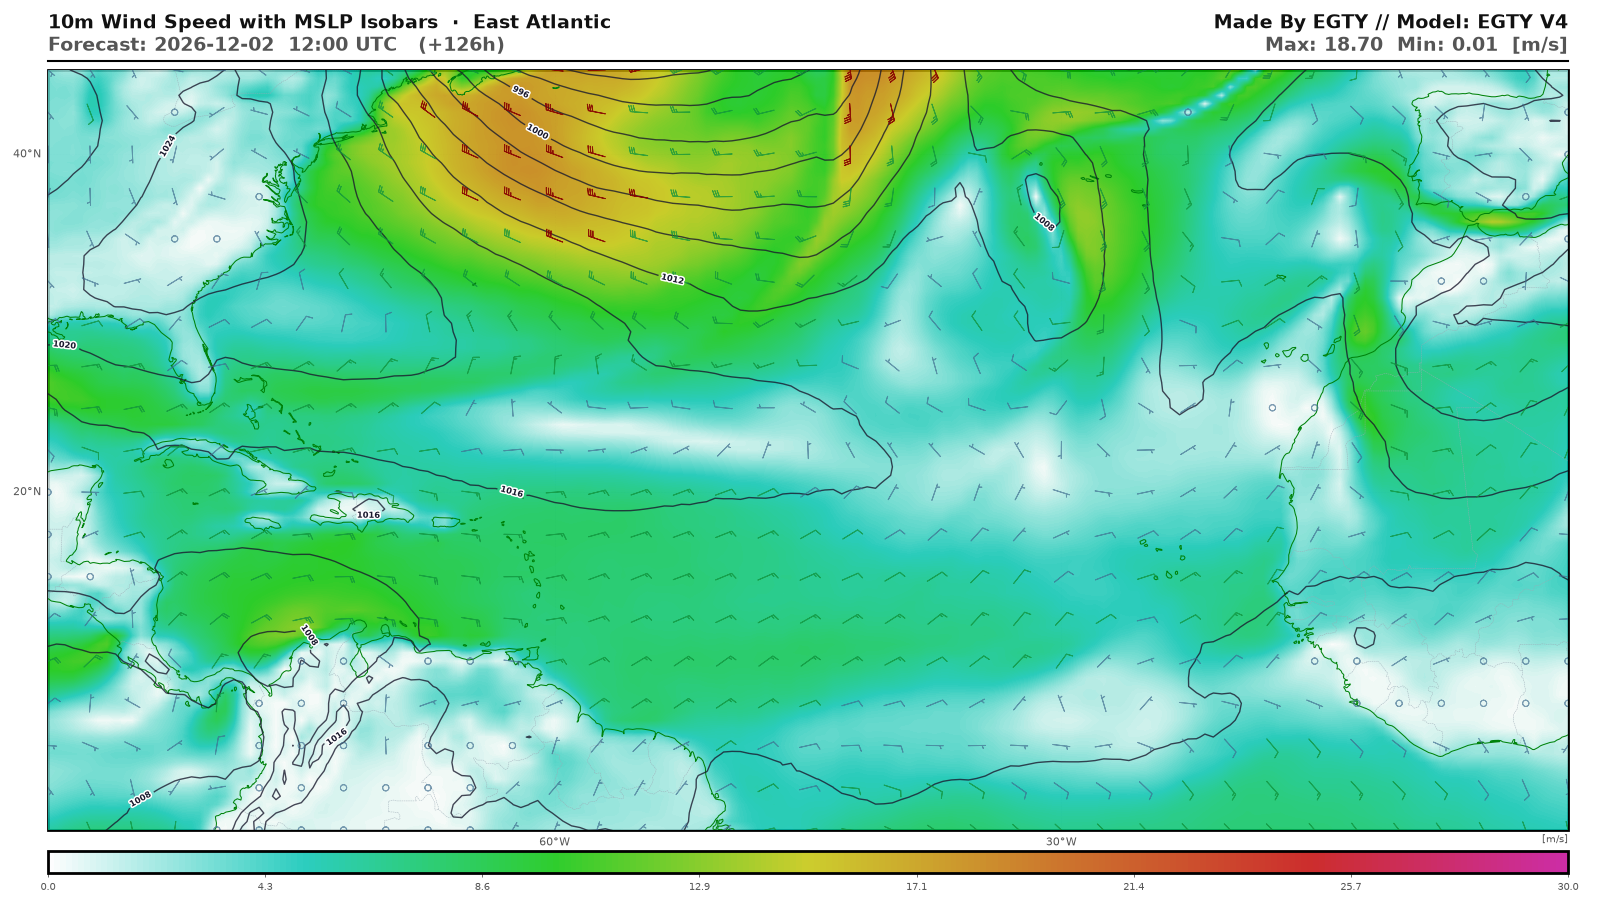 10m Wind Speed with MSLP Isobars · East Atlantic
Made By EGTY // Model: EGTY V4
Forecast: 2026-12-02 12:00 UTC (+126h)
Max: 18.70 Min: 0.01 [m/s]
996
1000
1024
40°N
1008
1012
1020
20°N
1016
1016
1008
1016
1008
60°W
30°W
[m/s]
0.0
4.3
8.6
12.9
17.1
21.4
25.7
30.0